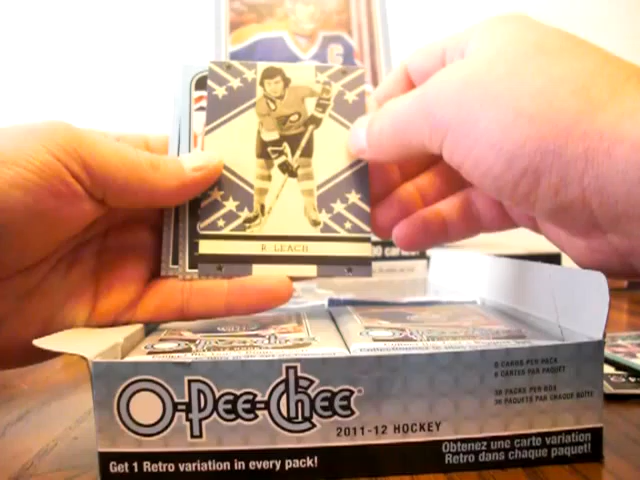 R. LEACH
O-Pee-Chee
2011-12 HOCKEY
6 CARDS PER PACK
6 CARTES PAR PAQUET
36 PACKS PER BOX
36 PAQUETS PAR CHAQUE BOÎTE
Get 1 Retro variation in every pack!
Obtenez une carte variation
Retro dans chaque paquet!